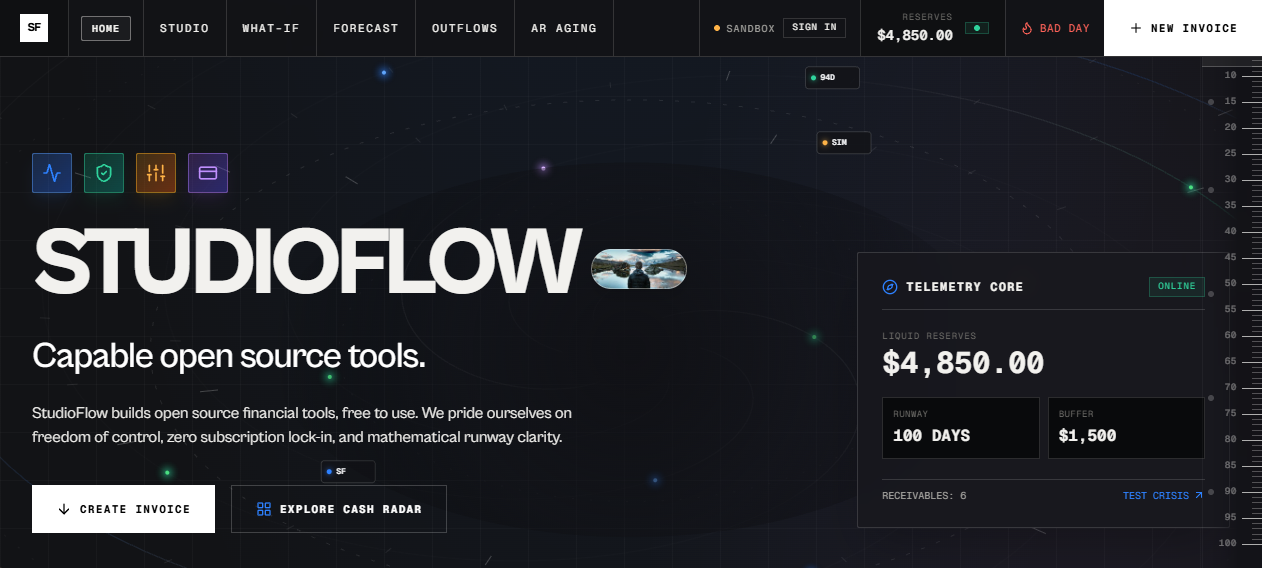 SF
HOME
STUDIO
WHAT-IF
FORECAST
OUTFLOWS
AR AGING
SANDBOX
SIGN IN
RESERVES
$4,850.00
BAD DAY
NEW INVOICE
94D
SIM
STUDIOFLOW
Capable open source tools.
StudioFlow builds open source financial tools, free to use. We pride ourselves on
freedom of control, zero subscription lock-in, and mathematical runway clarity.
SF
CREATE INVOICE
EXPLORE CASH RADAR
TELEMETRY CORE
ONLINE
LIQUID RESERVES
$4,850.00
RUNWAY
100 DAYS
BUFFER
$1,500
RECEIVABLES: 6
TEST CRISIS
10
15
20
25
30
35
40
45
50
55
60
65
70
75
80
85
90
95
100